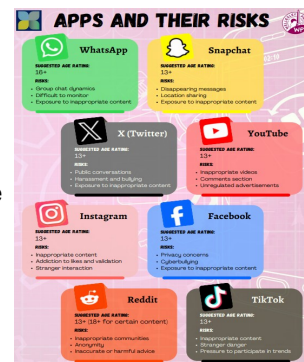 APPS AND THEIR RISKS
WhatsApp
SUGGESTED AGE RATING:
16+
RISKS:
• Group chat dynamics
• Difficult to monitor
• Exposure to inappropriate content
Snapchat
SUGGESTED AGE RATING:
13+
RISKS:
• Disappearing messages
• Location sharing
• Exposure to inappropriate content
X (Twitter)
SUGGESTED AGE RATING:
13+
RISKS:
• Public conversations
• Harassment and bullying
• Exposure to inappropriate content
YouTube
SUGGESTED AGE RATING:
13+
RISKS:
• Inappropriate videos
• Comments section
• Unregulated advertisements
Instagram
SUGGESTED AGE RATING:
13+
RISKS:
• Inappropriate content
• Addiction to likes and validation
• Stranger interaction
Facebook
SUGGESTED AGE RATING:
13+
RISKS:
• Privacy concerns
• Cyberbullying
• Exposure to inappropriate content
Reddit
SUGGESTED AGE RATING:
13+ (18+ for certain content)
RISKS:
• Inappropriate communities
• Anonymity
• Inaccurate or harmful advice
TikTok
SUGGESTED AGE RATING:
13+
RISKS:
• Inappropriate content
• Stranger danger
• Pressure to participate in trends